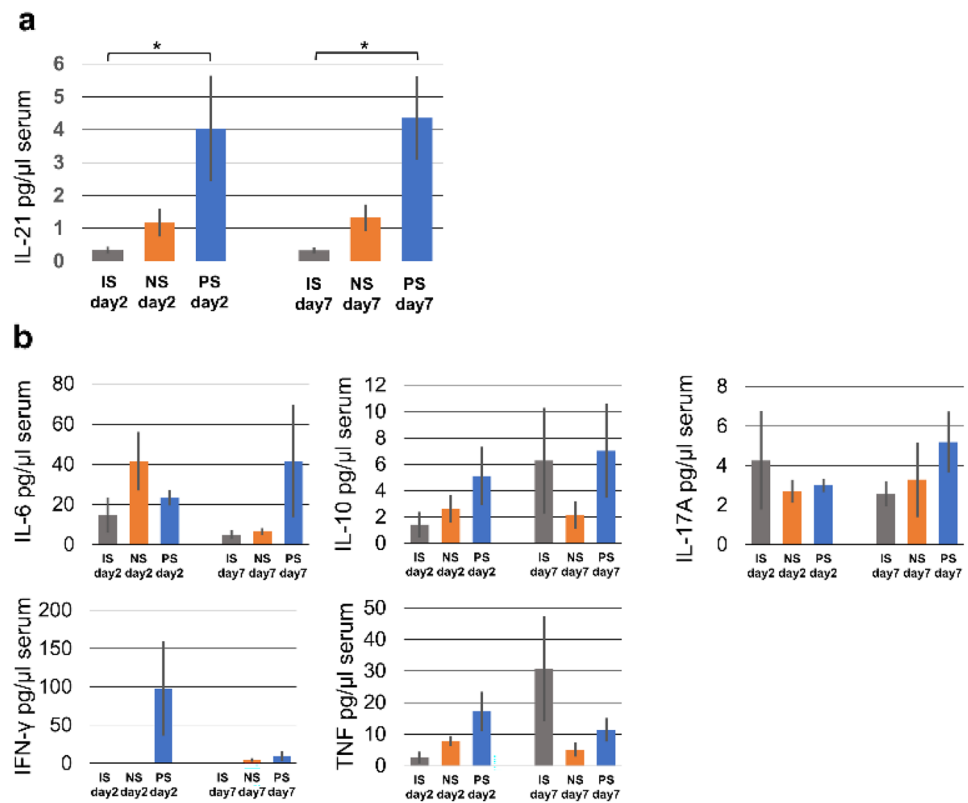 a
* *
IL-21 pg/μl serum
6
5
4
3
2
1
0
IS NS PS IS NS PS
day2 day2 day2 day7 day7 day7
b
IL-6 pg/μl serum
80
60
40
20
0
IS NS PS IS NS PS
day2 day2 day2 day7 day7 day7
IL-10 pg/μl serum
12
10
8
6
4
2
0
IS NS PS IS NS PS
day2 day2 day2 day7 day7 day7
IL-17A pg/μl serum
8
6
4
2
0
IS NS PS IS NS PS
day2 day2 day2 day7 day7 day7
IFN-γ pg/μl serum
200
150
100
50
0
IS NS PS IS NS PS
day2 day2 day2 day7 day7 day7
TNF pg/μl serum
50
40
30
20
10
0
IS NS PS IS NS PS
day2 day2 day2 day7 day7 day7